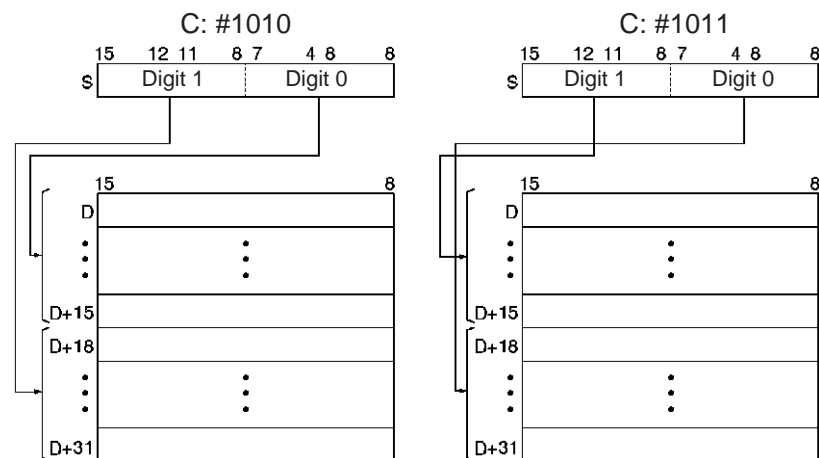 C: #1010
15 12 11 8 7 4 8 8
S Digit 1 Digit 0
15 8
D
D+15
D+18
D+31
C: #1011
15 12 11 8 7 4 8 8
S Digit 1 Digit 0
15 8
D
D+15
D+18
D+31